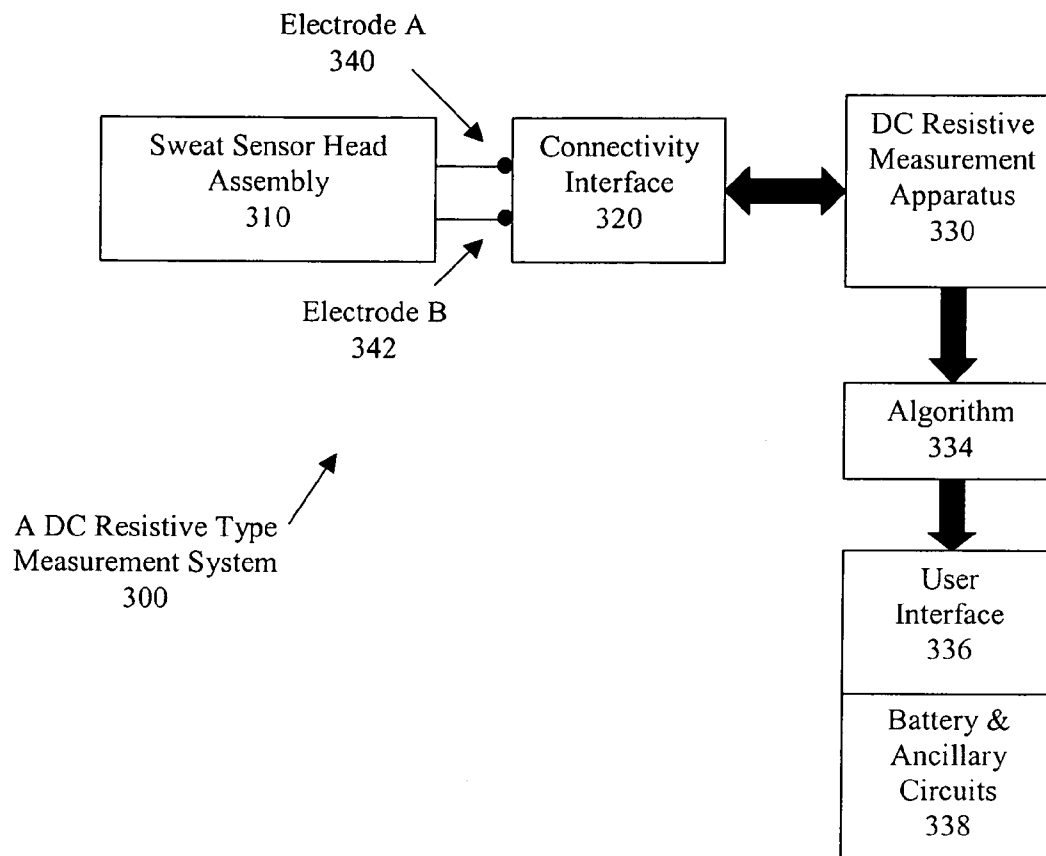 Electrode A
340
Sweat Sensor Head
Assembly
310
Connectivity
Interface
320
DC Resistive
Measurement
Apparatus
330
Electrode B
342
Algorithm
334
A DC Resistive Type
Measurement System
300
User
Interface
336
Battery &
Ancillary
Circuits
338